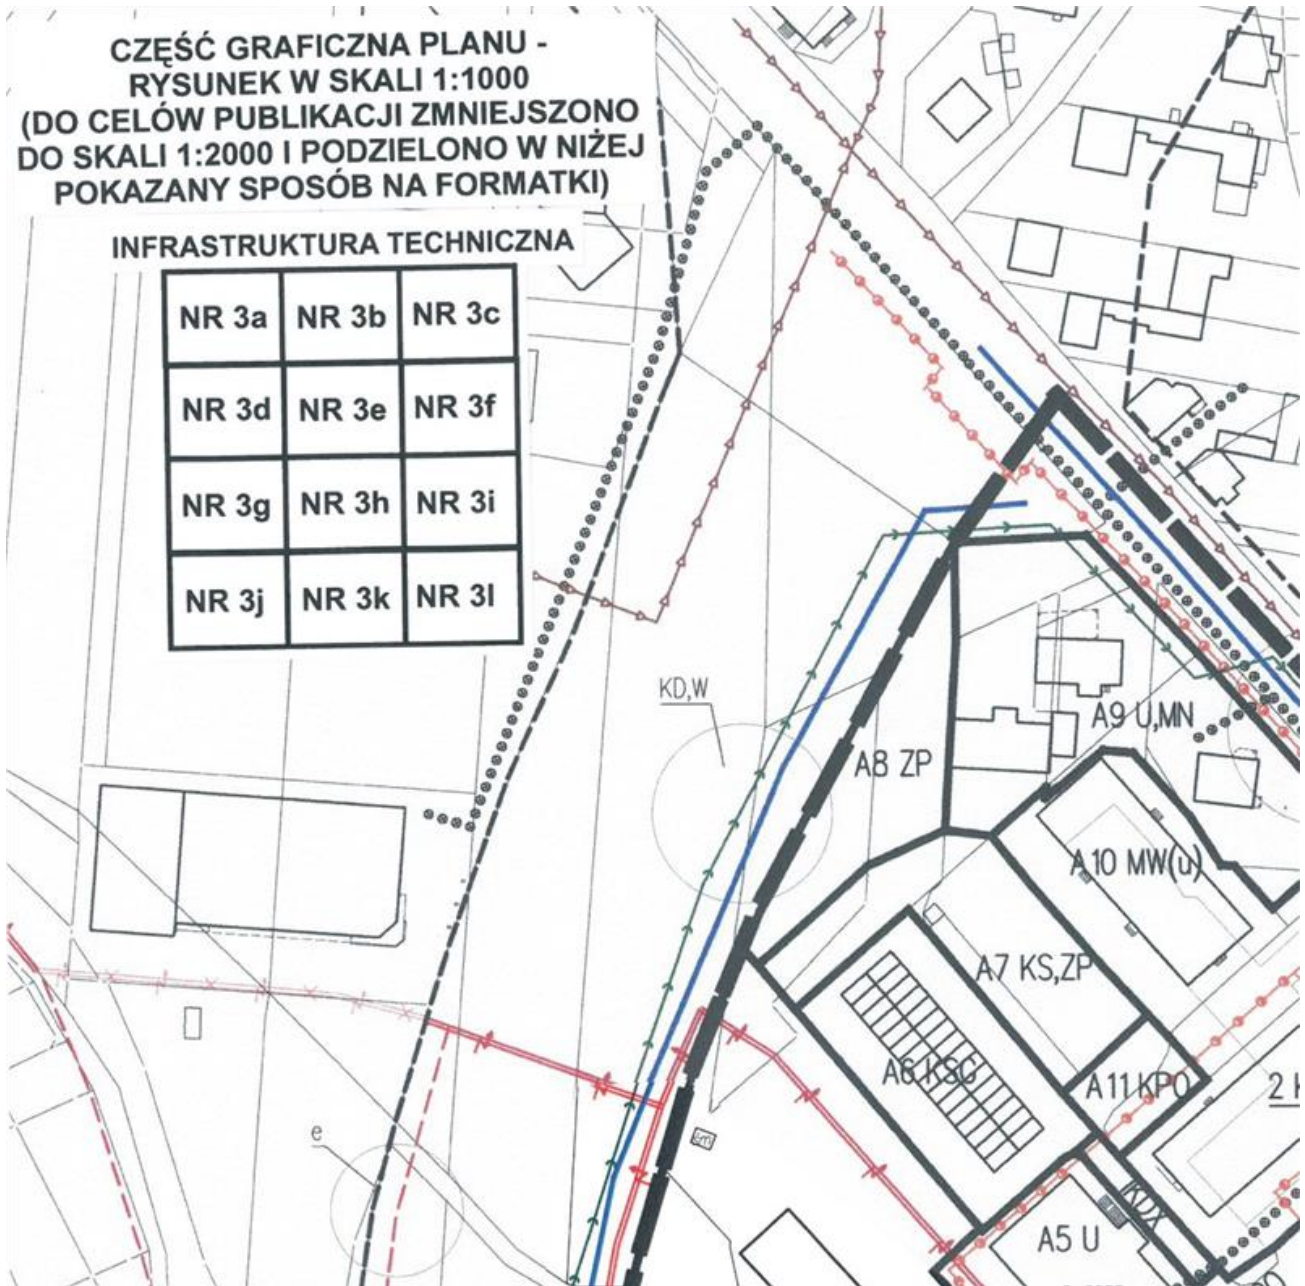 CZĘŚĆ GRAFICZNA PLANU -
RYSUNEK W SKALI 1:1000
(DO CELÓW PUBLIKACJI ZMNIEJSZONO
DO SKALI 1:2000 I PODZIELONO W NIŻEJ
POKAZANY SPOSÓB NA FORMATKI)
INFRASTRUKTURA TECHNICZNA
NR 3a NR 3b NR 3c
NR 3d NR 3e NR 3f
NR 3g NR 3h NR 3i
NR 3j NR 3k NR 3l
KD,W
A9 U,MN
A8 ZP
A10 MW(u)
A7 KS,ZP
A6 KSG
A11 KPO
2 K
e
sm
KDX
A5 U